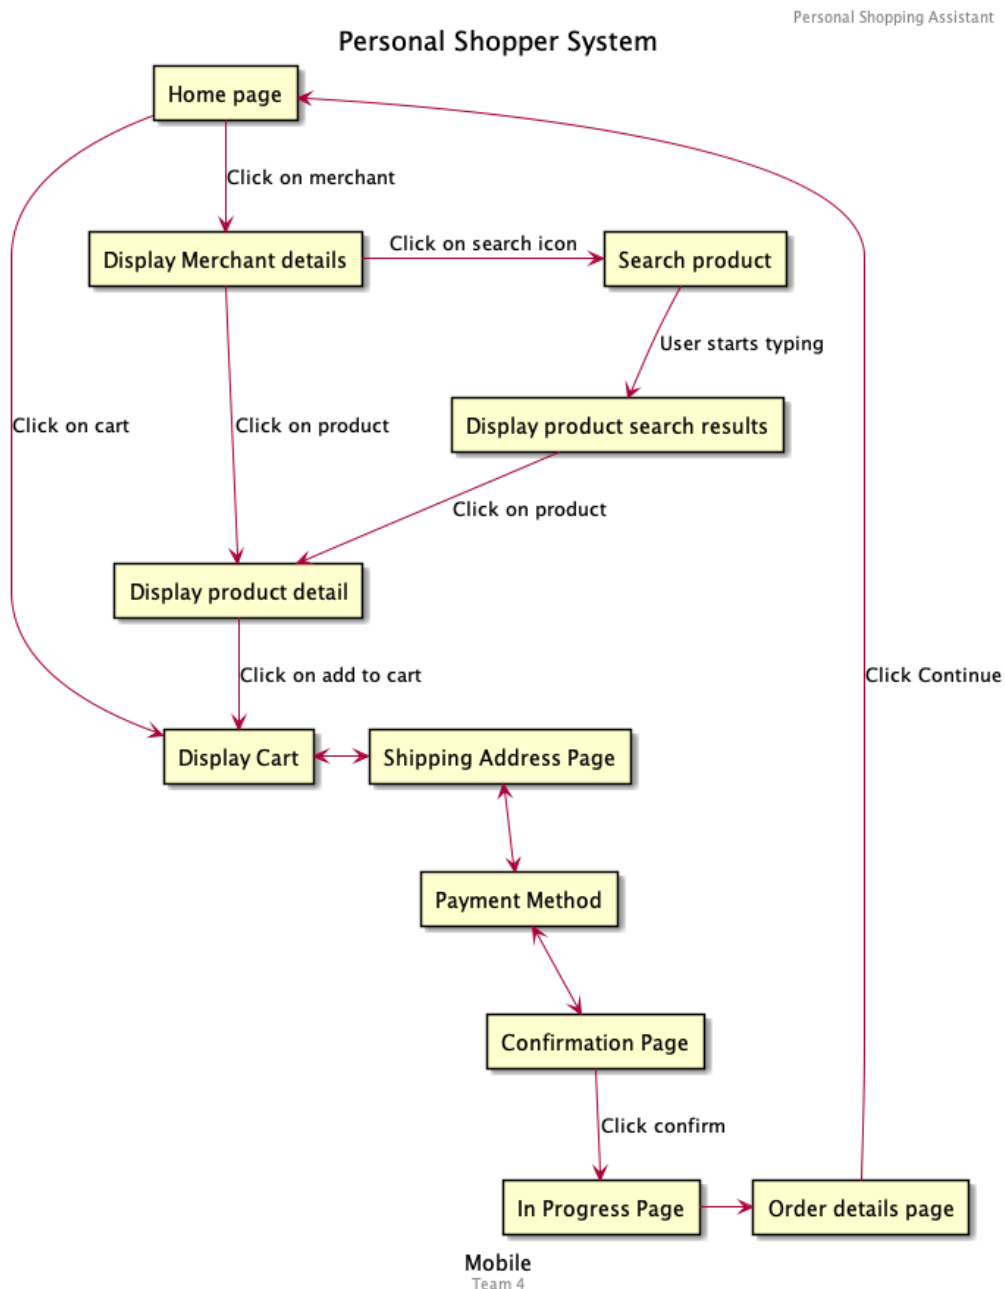 Personal Shopping Assistant
Personal Shopper System
Home page
Click on merchant
Display Merchant details
Click on search icon
Search product
User starts typing
Display product search results
Click on cart
Click on product
Click on product
Display product detail
Click on add to cart
Click Continue
Display Cart
Shipping Address Page
Payment Method
Confirmation Page
Click confirm
In Progress Page
Order details page
Mobile
Team 4